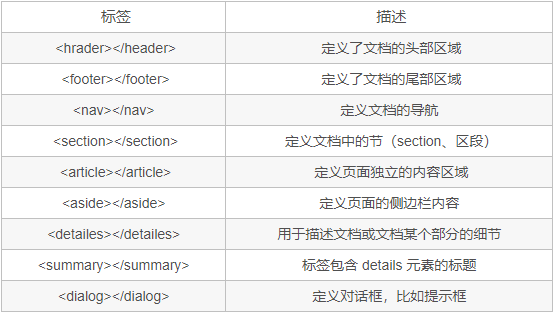 标签 描述
<hrader></header> 定义了文档的头部区域
<footer></footer> 定义了文档的尾部区域
<nav></nav> 定义文档的导航
<section></section> 定义文档中的节（section、区段）
<article></article> 定义页面独立的内容区域
<aside></aside> 定义页面的侧边栏内容
<detailes></detailes> 用于描述文档或文档某个部分的细节
<summary></summary> 标签包含 details 元素的标题
<dialog></dialog> 定义对话框，比如提示框